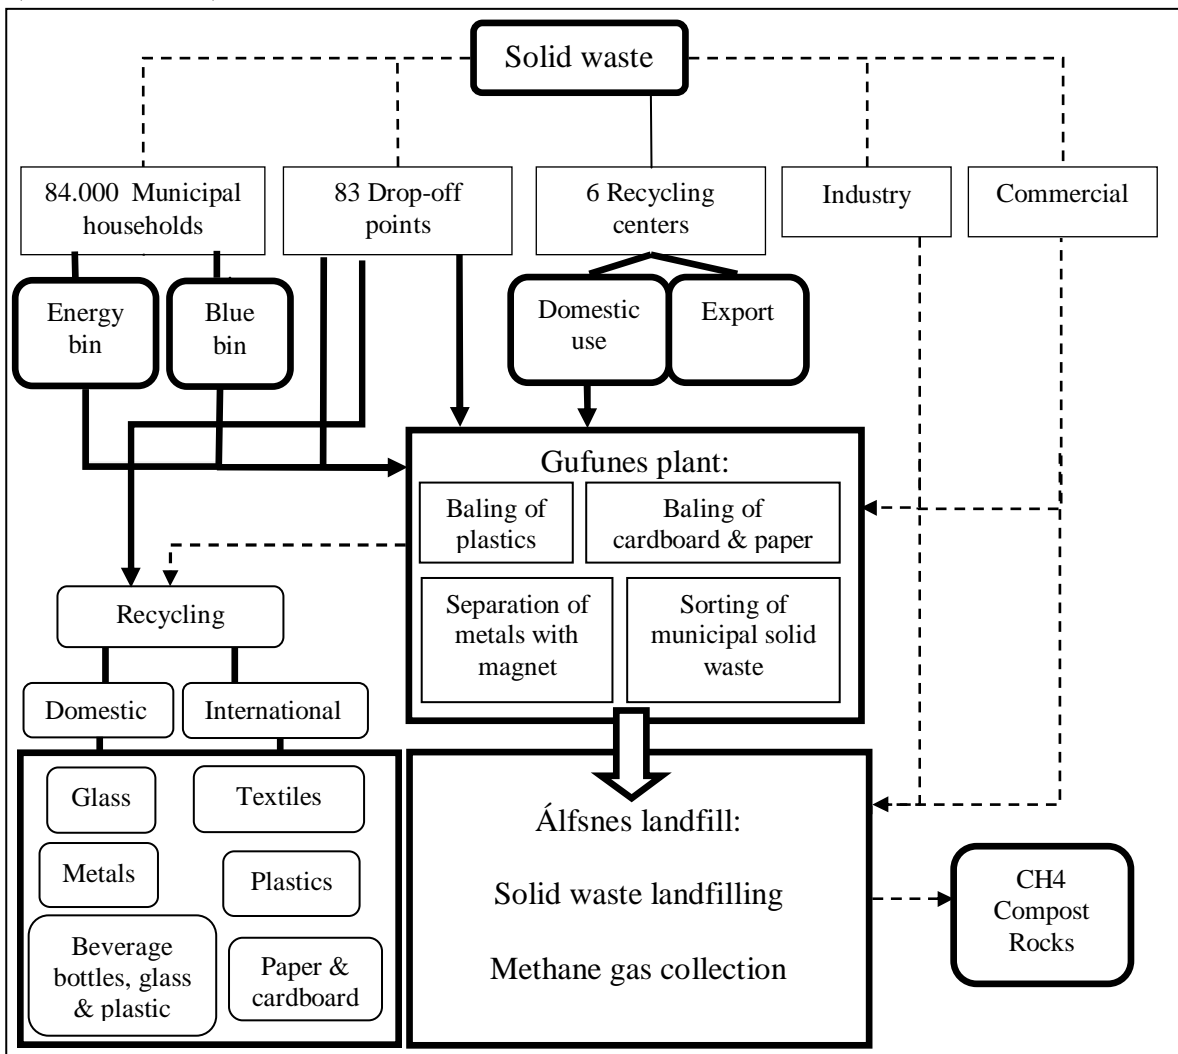 Solid waste
84.000 Municipal
households
83 Drop-off
points
6 Recycling
centers
Industry
Commercial
Energy
bin
Blue
bin
Domestic
use
Export
Gufunes plant:
Baling of
plastics
Baling of
cardboard & paper
Separation of
metals with
magnet
Sorting of
municipal solid
waste
Recycling
Domestic
International
Glass
Textiles
Metals
Plastics
Beverage
bottles, glass
& plastic
Paper &
cardboard
Álfsnes landfill:
Solid waste landfilling
Methane gas collection
CH4
Compost
Rocks